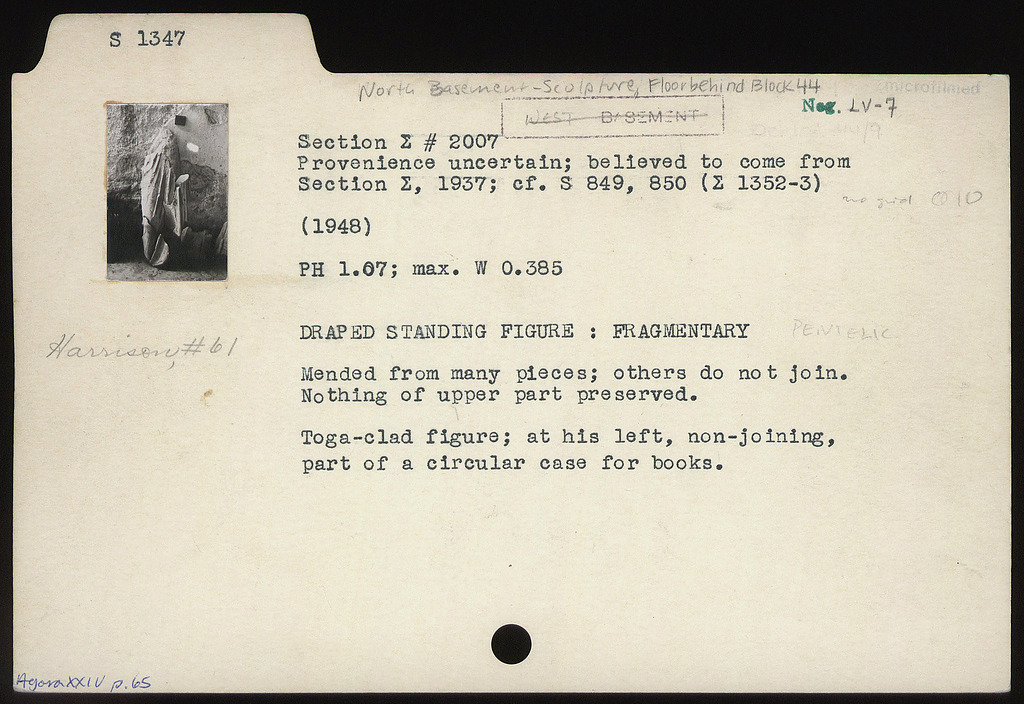 S 1347
North Basement-Sculpture, Floor behind Block 44
microfilmed
WEST BASEMENT
Neg. LV-7
Section Σ # 2007
Provenience uncertain; believed to come from
Section Σ, 1937; cf. S 849, 850 (Σ 1352-3)
no grid
(1948)
PH 1.07; max. W 0.385
DRAPED STANDING FIGURE : FRAGMENTARY
PENTELIC
Harrison, #61
Mended from many pieces; others do not join.
Nothing of upper part preserved.
Toga-clad figure; at his left, non-joining,
part of a circular case for books.
Agora XXIV p.65